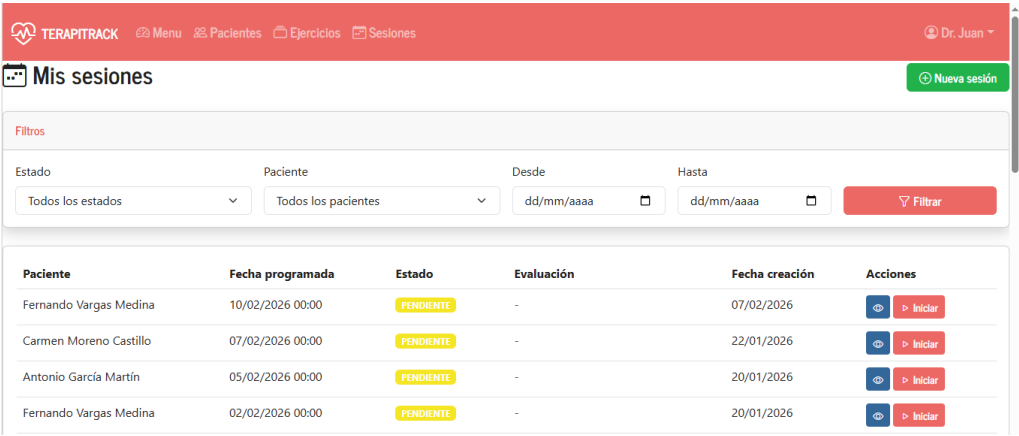 TERAPITRACK Menu Pacientes Ejercicios Sesiones Dr. Juan
Mis sesiones Nueva sesión
Filtros
Estado Paciente Desde Hasta
Todos los estados Todos los pacientes dd/mm/aaaa dd/mm/aaaa Filtrar
Paciente Fecha programada Estado Evaluación Fecha creación Acciones
Fernando Vargas Medina 10/02/2026 00:00 PENDIENTE - 07/02/2026 Iniciar
Carmen Moreno Castillo 07/02/2026 00:00 PENDIENTE - 22/01/2026 Iniciar
Antonio García Martín 05/02/2026 00:00 PENDIENTE - 20/01/2026 Iniciar
Fernando Vargas Medina 02/02/2026 00:00 PENDIENTE - 20/01/2026 Iniciar